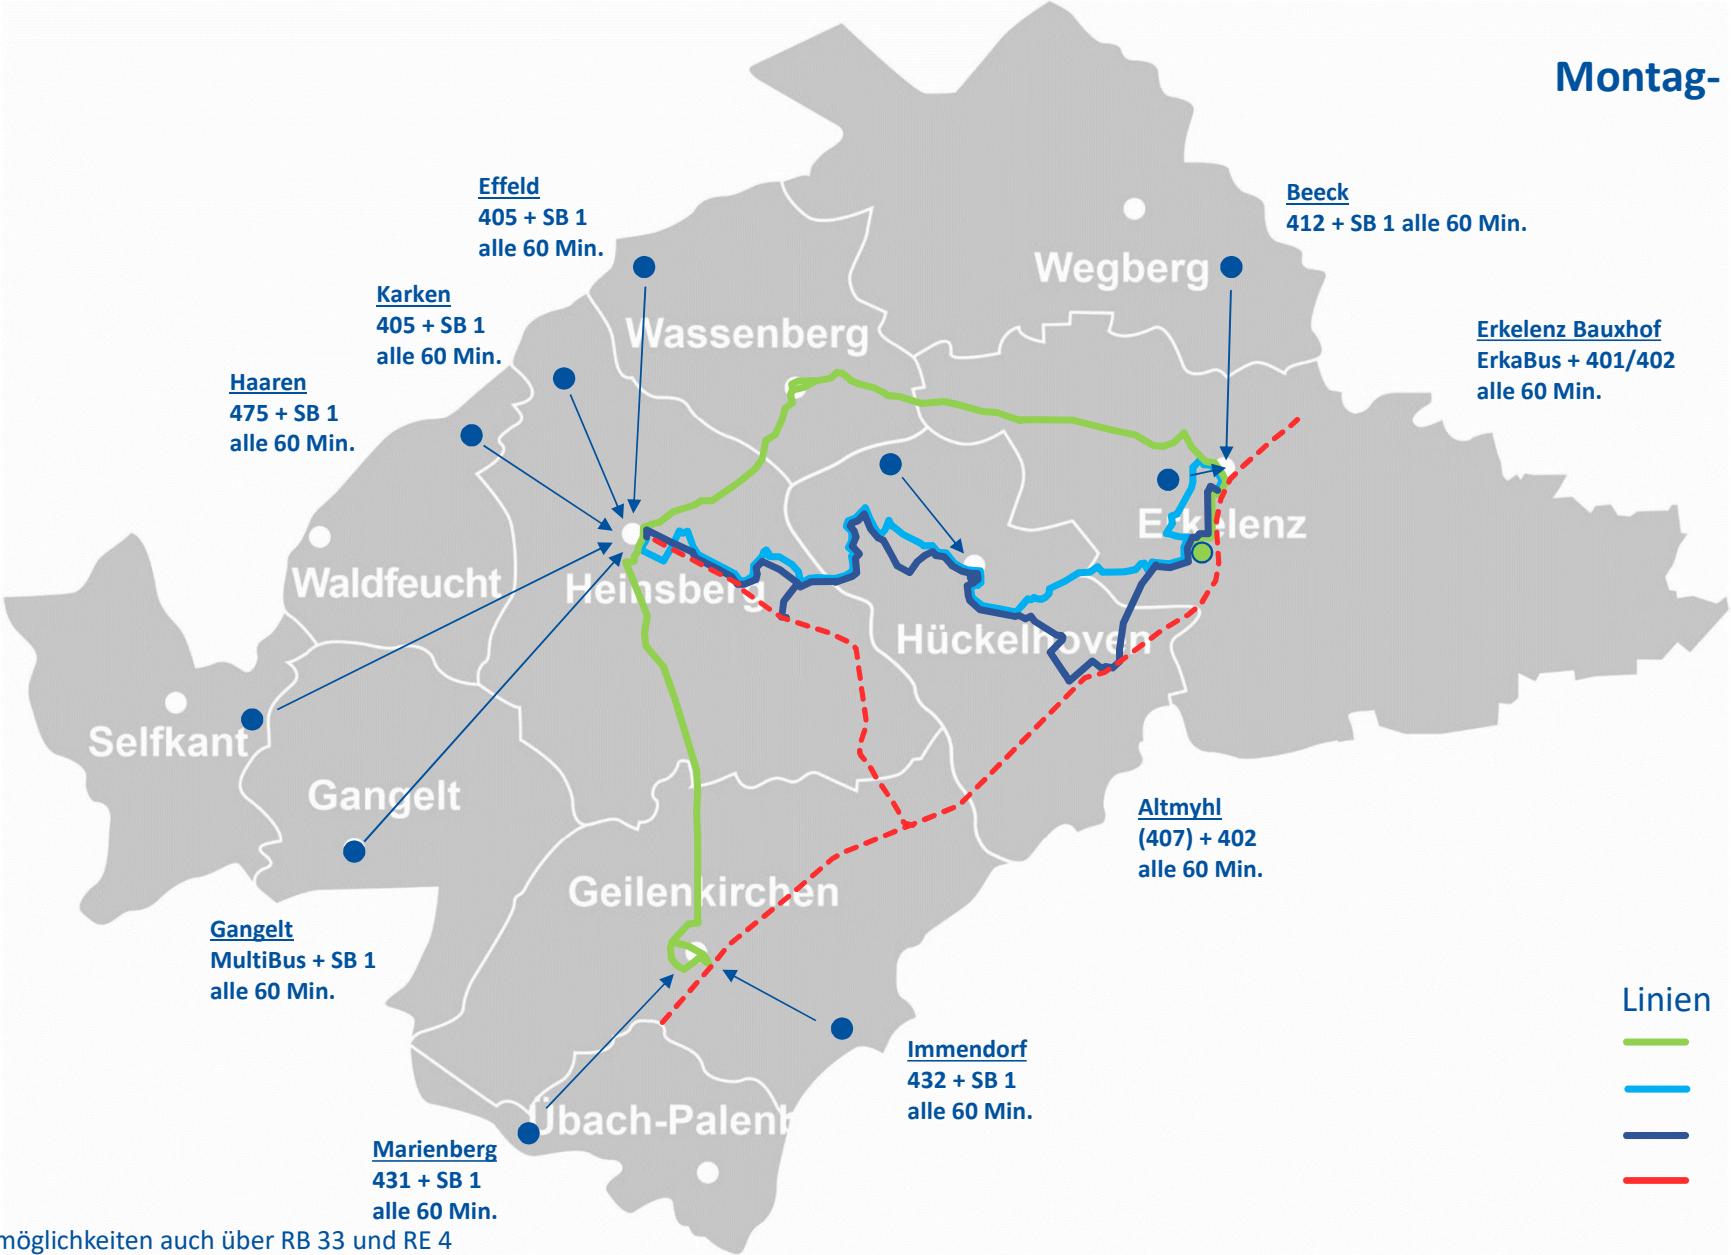 Montag-
Effeld
405 + SB 1
alle 60 Min.
Beeck
412 + SB 1 alle 60 Min.
Wegberg
Karken
405 + SB 1
alle 60 Min.
Wassenberg
Erkelenz Bauxhof
ErkaBus + 401/402
alle 60 Min.
Haaren
475 + SB 1
alle 60 Min.
Erkelenz
Waldfeucht
Heinsberg
Hückelhoven
Selfkant
Gangelt
Altmyhl
(407) + 402
alle 60 Min.
Geilenkirchen
Gangelt
MultiBus + SB 1
alle 60 Min.
Linien
Immendorf
432 + SB 1
alle 60 Min.
Übach-Palenb
Marienberg
431 + SB 1
alle 60 Min.
möglichkeiten auch über RB 33 und RE 4